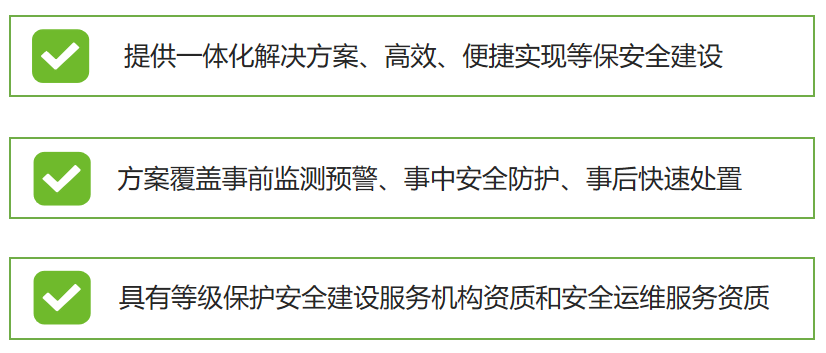 提供一体化解决方案、高效、便捷实现等保安全建设
方案覆盖事前监测预警、事中安全防护、事后快速处置
具有等级保护安全建设服务机构资质和安全运维服务资质